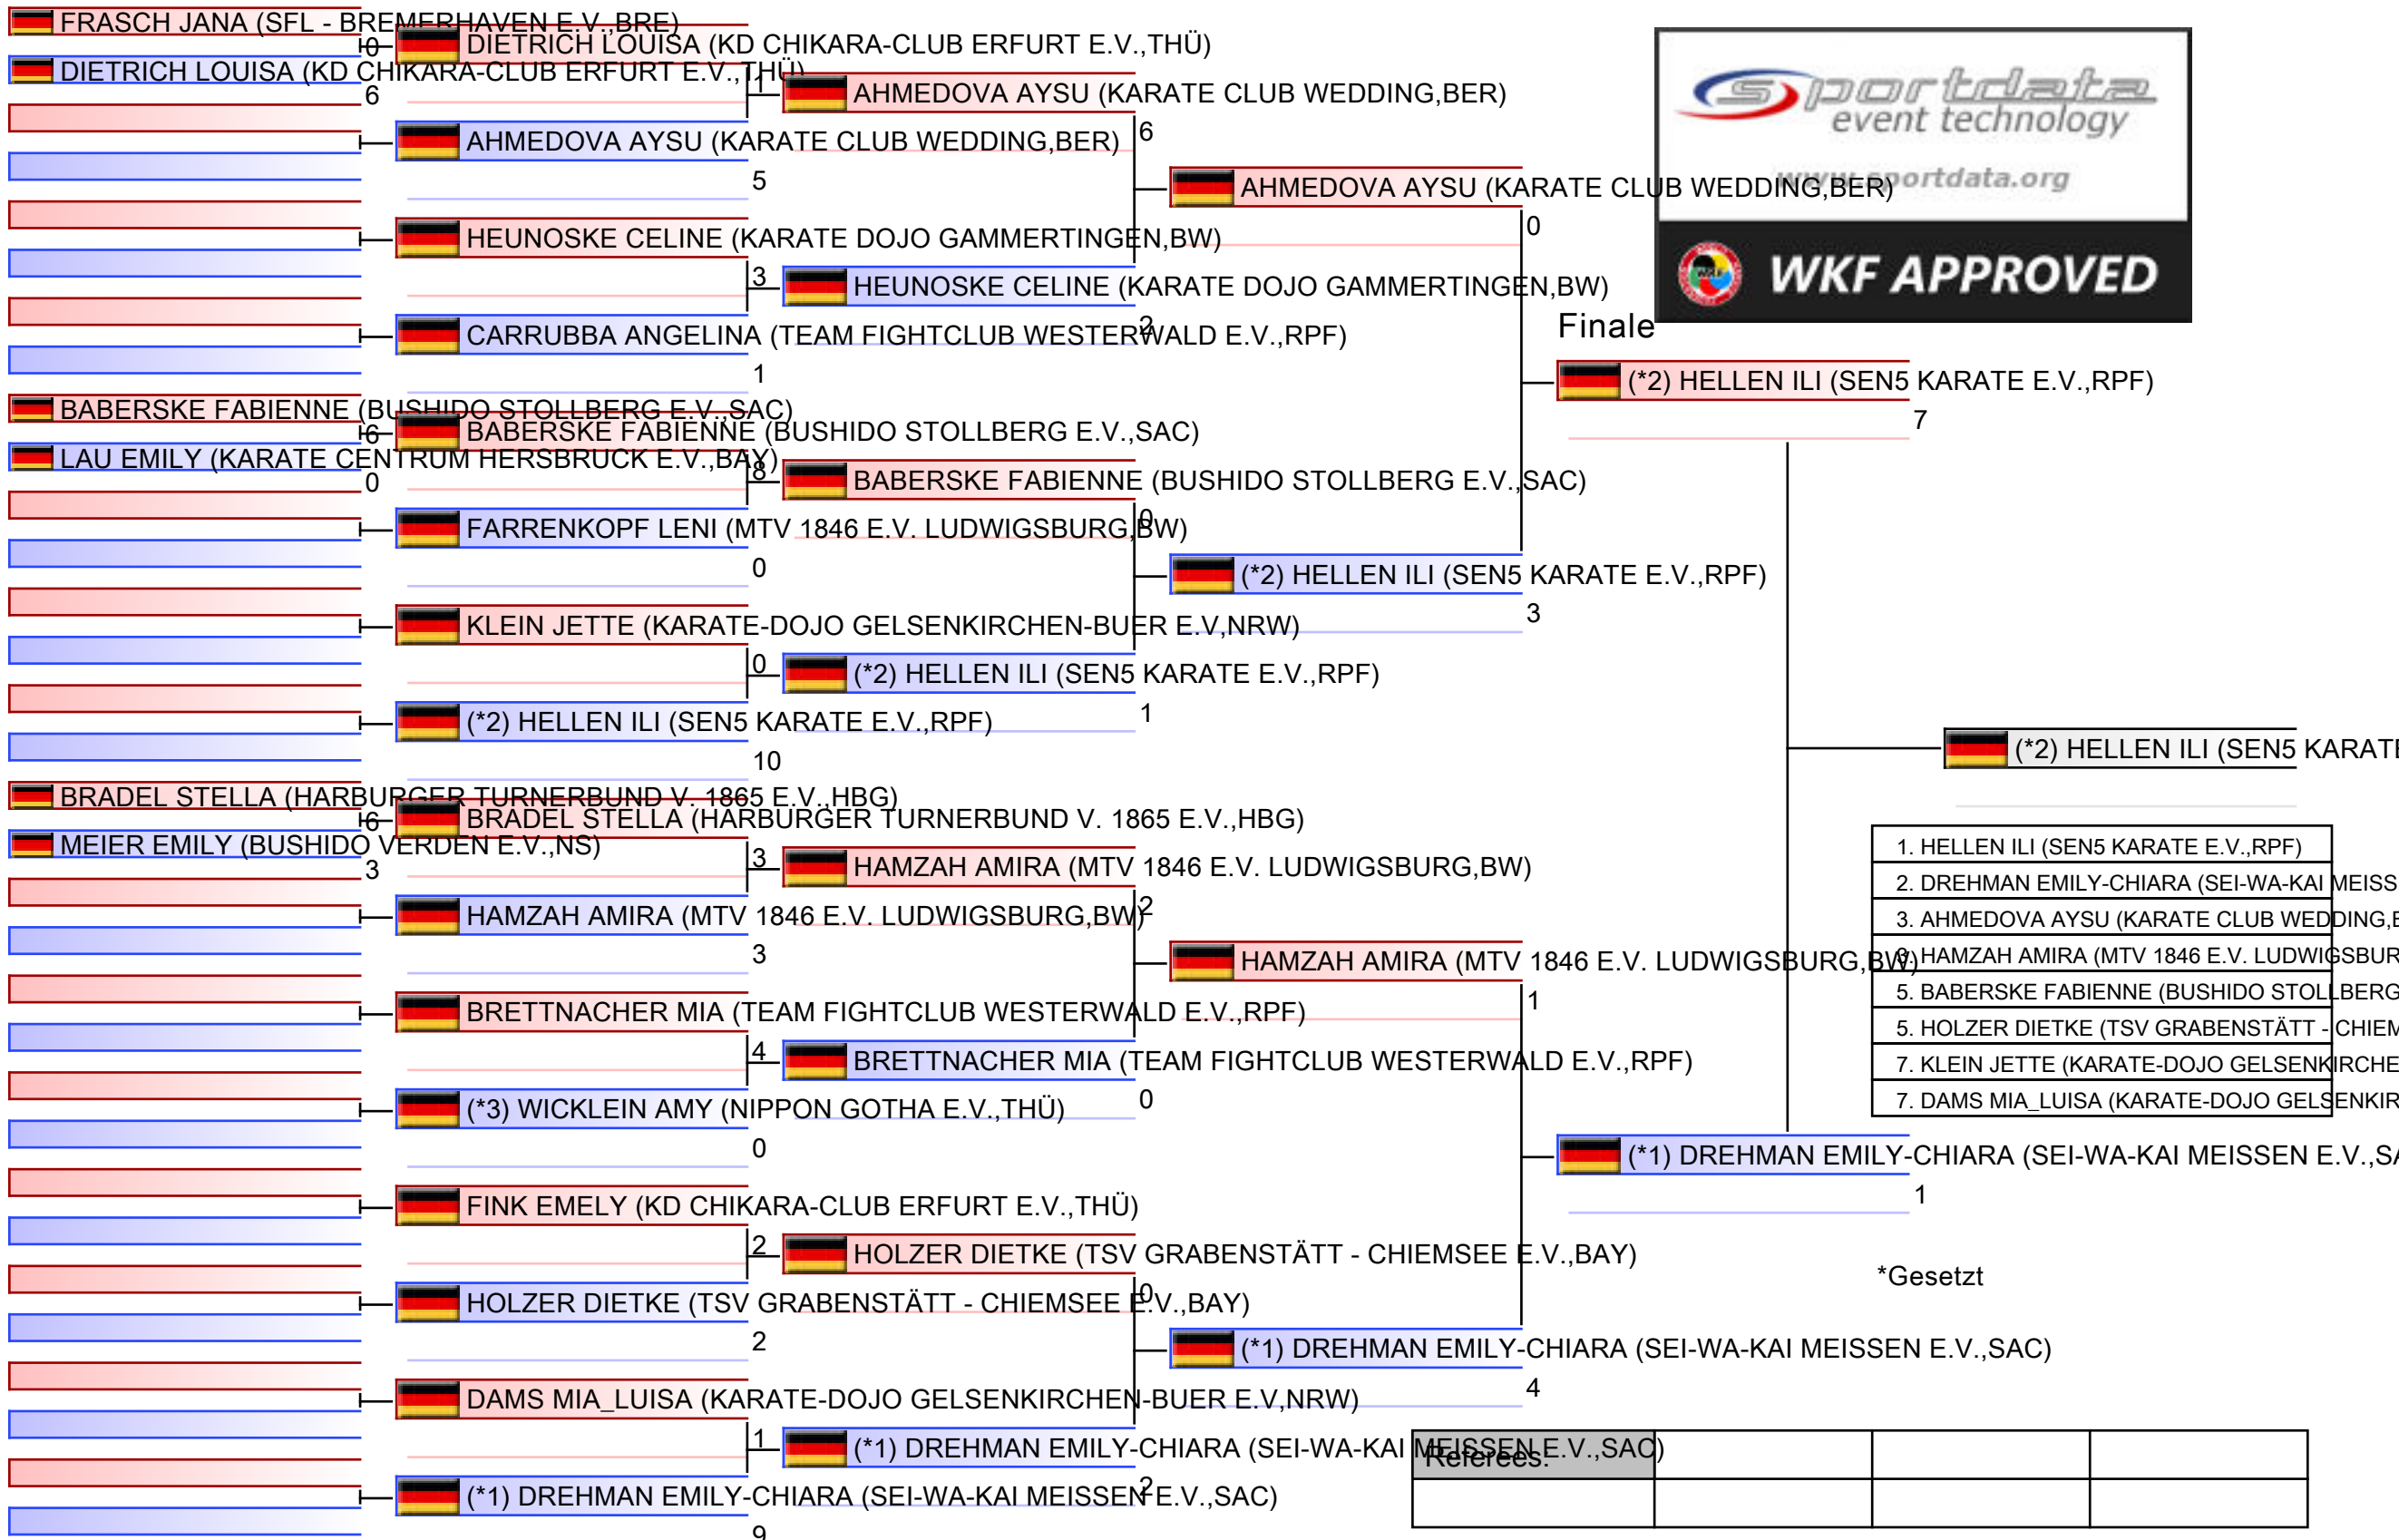 FRASCH JANA (SFL - BREMERHAVEN E.V.,BRE)
0
DIETRICH LOUISA (KD CHIKARA-CLUB ERFURT E.V.,THÜ)
6
BABERSKE FABIENNE (BUSHIDO STOLLBERG E.V.,SAC)
6
LAU EMILY (KARATE CENTRUM HERSBRUCK E.V.,BAY)
0
BRADEL STELLA (HARBURGER TURNERBUND V. 1865 E.V.,HBG)
6
MEIER EMILY (BUSHIDO VERDEN E.V.,NS)
3
DIETRICH LOUISA (KD CHIKARA-CLUB ERFURT E.V.,THÜ)
1
AHMEDOVA AYSU (KARATE CLUB WEDDING,BER)
5
HEUNOSKE CELINE (KARATE DOJO GAMMERTINGEN,BW)
3
CARRUBBA ANGELINA (TEAM FIGHTCLUB WESTERWALD E.V.,RPF)
1
BABERSKE FABIENNE (BUSHIDO STOLLBERG E.V.,SAC)
8
FARRENKOPF LENI (MTV 1846 E.V. LUDWIGSBURG,BW)
0
KLEIN JETTE (KARATE-DOJO GELSENKIRCHEN-BUER E.V,NRW)
0
(*2) HELLEN ILI (SEN5 KARATE E.V.,RPF)
10
BRADEL STELLA (HARBURGER TURNERBUND V. 1865 E.V.,HBG)
3
HAMZAH AMIRA (MTV 1846 E.V. LUDWIGSBURG,BW)
3
BRETTNACHER MIA (TEAM FIGHTCLUB WESTERWALD E.V.,RPF)
4
(*3) WICKLEIN AMY (NIPPON GOTHA E.V.,THÜ)
0
FINK EMELY (KD CHIKARA-CLUB ERFURT E.V.,THÜ)
2
HOLZER DIETKE (TSV GRABENSTÄTT - CHIEMSEE E.V.,BAY)
2
DAMS MIA_LUISA (KARATE-DOJO GELSENKIRCHEN-BUER E.V,NRW)
1
(*1) DREHMAN EMILY-CHIARA (SEI-WA-KAI MEISSEN E.V.,SAC)
9
AHMEDOVA AYSU (KARATE CLUB WEDDING,BER)
6
HEUNOSKE CELINE (KARATE DOJO GAMMERTINGEN,BW)
2
BABERSKE FABIENNE (BUSHIDO STOLLBERG E.V.,SAC)
0
(*2) HELLEN ILI (SEN5 KARATE E.V.,RPF)
1
HAMZAH AMIRA (MTV 1846 E.V. LUDWIGSBURG,BW)
2
BRETTNACHER MIA (TEAM FIGHTCLUB WESTERWALD E.V.,RPF)
0
HOLZER DIETKE (TSV GRABENSTÄTT - CHIEMSEE E.V.,BAY)
0
(*1) DREHMAN EMILY-CHIARA (SEI-WA-KAI MEISSEN E.V.,SAC)
2
AHMEDOVA AYSU (KARATE CLUB WEDDING,BER)
0
(*2) HELLEN ILI (SEN5 KARATE E.V.,RPF)
3
HAMZAH AMIRA (MTV 1846 E.V. LUDWIGSBURG,BW)
1
(*1) DREHMAN EMILY-CHIARA (SEI-WA-KAI MEISSEN E.V.,SAC)
4
sportdata
event technology
www.sportdata.org
WKF APPROVED
Finale
(*2) HELLEN ILI (SEN5 KARATE E.V.,RPF)
7
(*1) DREHMAN EMILY-CHIARA (SEI-WA-KAI MEISSEN E.V.,SA
1
(*2) HELLEN ILI (SEN5 KARATE
1. HELLEN ILI (SEN5 KARATE E.V.,RPF)
2. DREHMAN EMILY-CHIARA (SEI-WA-KAI MEISS
3. AHMEDOVA AYSU (KARATE CLUB WEDDING,B
3. HAMZAH AMIRA (MTV 1846 E.V. LUDWIGSBUR
5. BABERSKE FABIENNE (BUSHIDO STOLLBERG
5. HOLZER DIETKE (TSV GRABENSTÄTT - CHIEM
7. KLEIN JETTE (KARATE-DOJO GELSENKIRCHE
7. DAMS MIA_LUISA (KARATE-DOJO GELSENKIR
*Gesetzt
Referees: